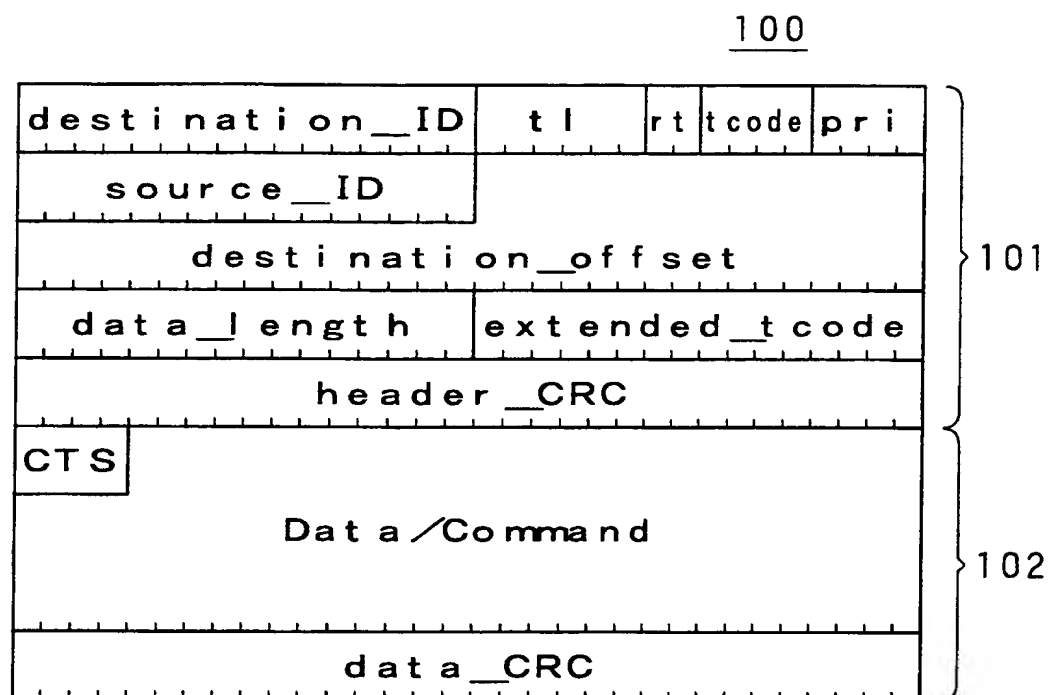 100
destination_ID tl rt tcode pri
source_ID
destination_offset
101
data_length extended_tcode
header_CRC
CTS
Data/Command
102
data_CRC